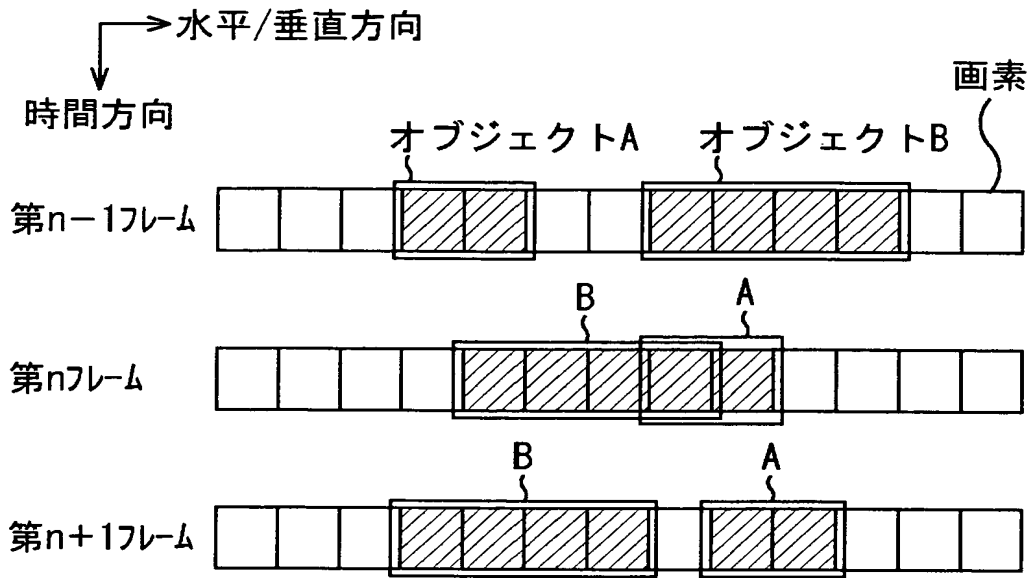 水平/垂直方向
時間方向
画素
オブジェクトA
オブジェクトB
第n−1フレーム
B
A
第nフレーム
B
A
第n+1フレーム